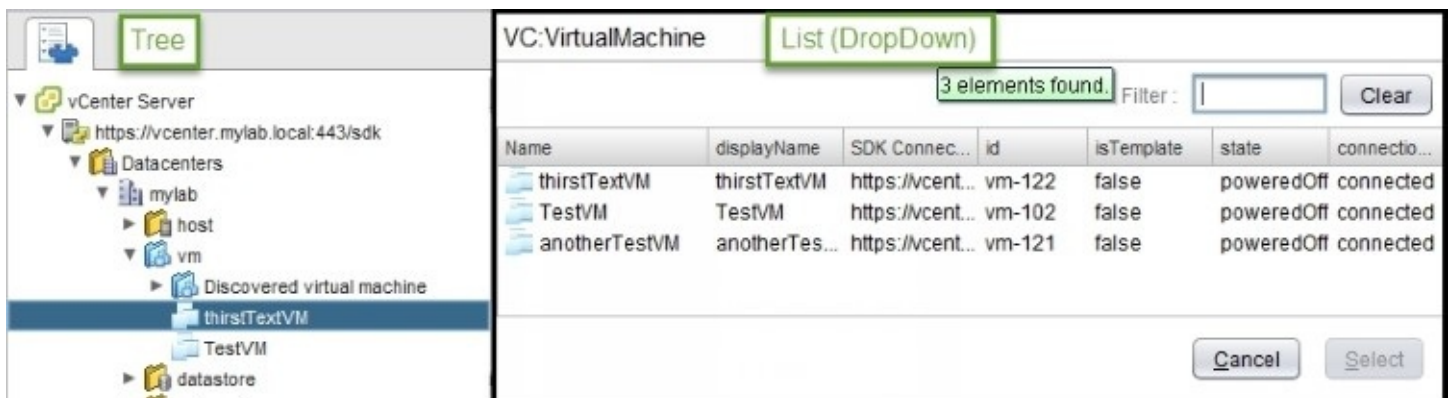 Tree
vCenter Server
https://vcenter.mylab.local:443/sdk
Datacenters
mylab
host
vm
Discovered virtual machine
thirstTextVM
TestVM
datastore
VC:VirtualMachine List (DropDown)
3 elements found. Filter : Clear
Name displayName SDK Connec... id isTemplate state connectio...
thirstTextVM thirstTextVM https://vcent... vm-122 false poweredOff connected
TestVM TestVM https://vcent... vm-102 false poweredOff connected
anotherTestVM anotherTes... https://vcent... vm-121 false poweredOff connected
Cancel Select